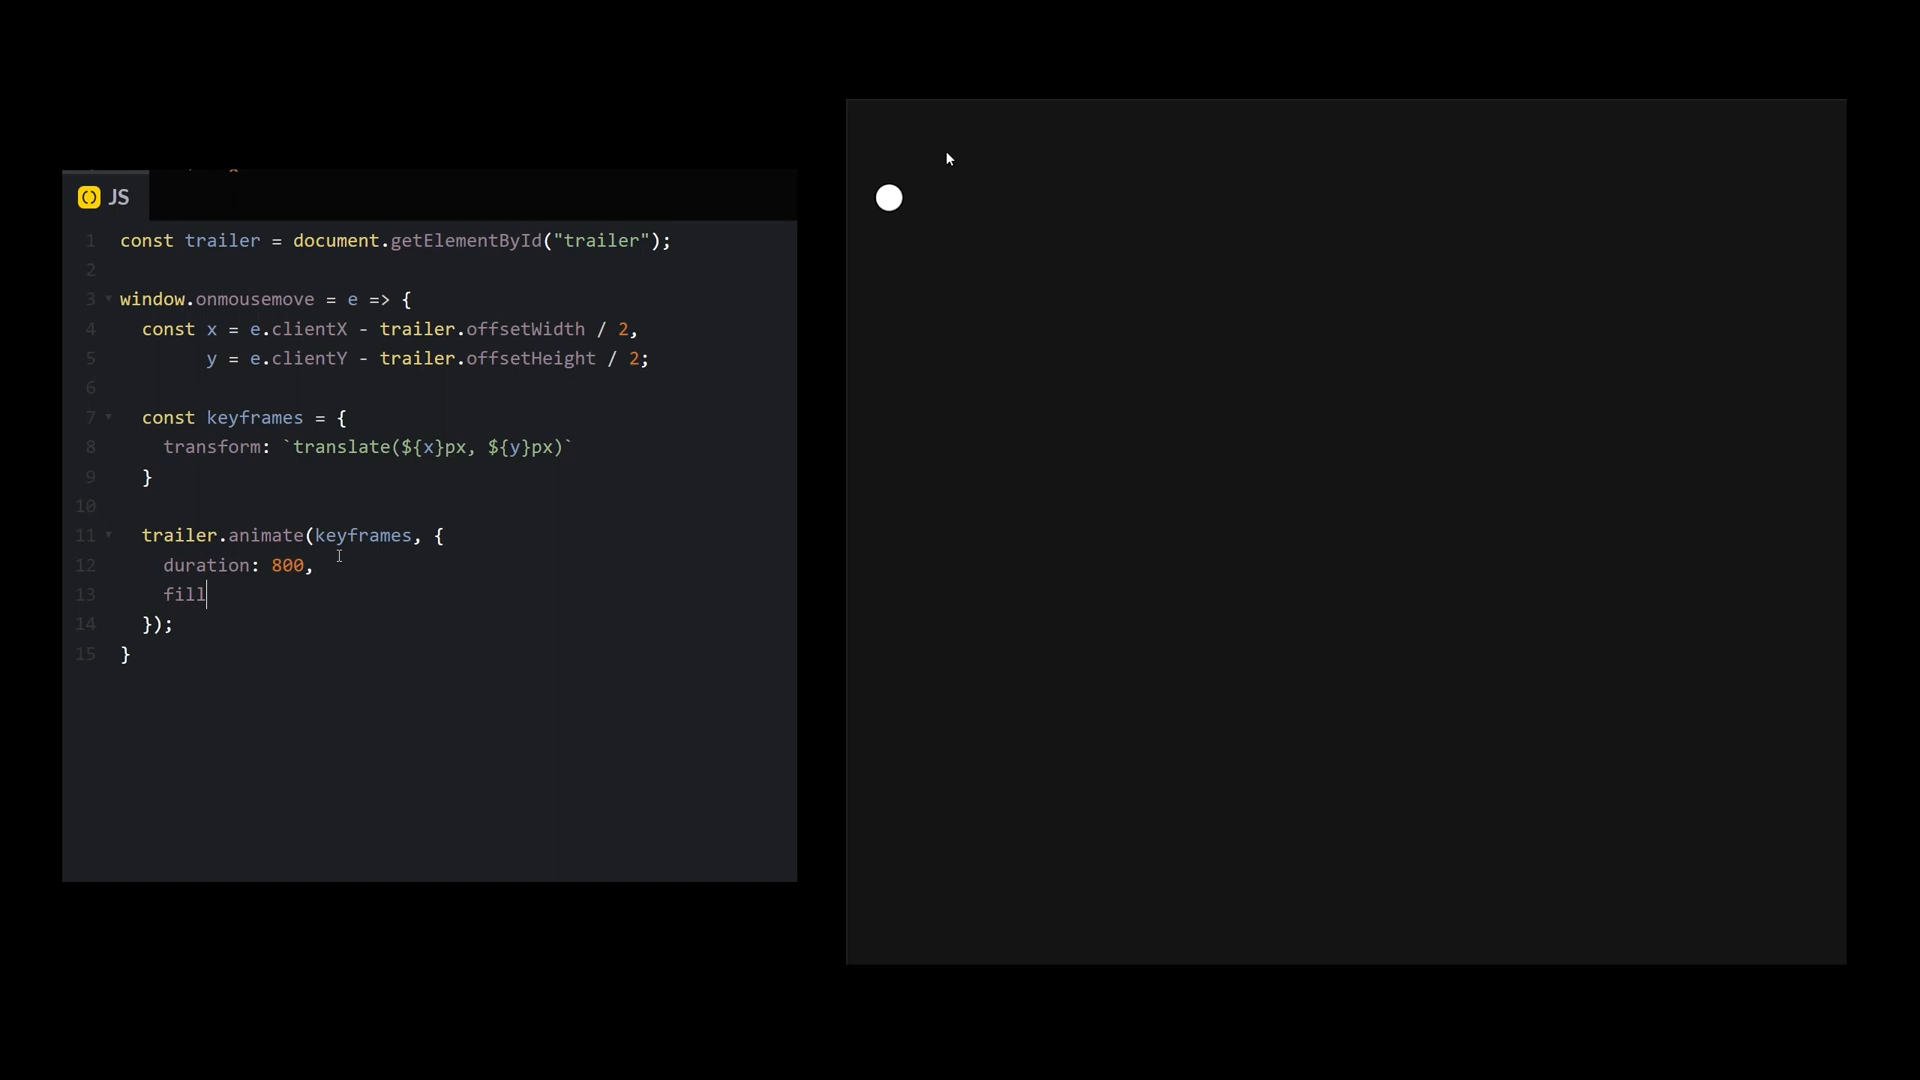 JS
1 const trailer = document.getElementById("trailer");
2
3 window.onmousemove = e => {
4 const x = e.clientX - trailer.offsetWidth / 2,
5 y = e.clientY - trailer.offsetHeight / 2;
6
7 const keyframes = {
8 transform: `translate(${x}px, ${y}px)`
9 }
10
11 trailer.animate(keyframes, {
12 duration: 800,
13 fill
14 });
15 }